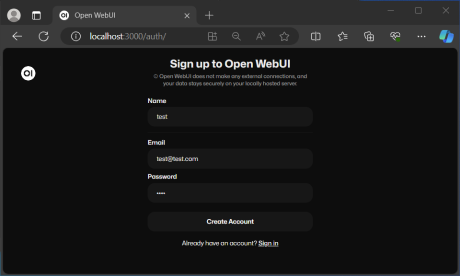 Open WebUI
localhost:3000/auth/
OI
Sign up to Open WebUI
ⓘ Open WebUI does not make any external connections, and
your data stays securely on your locally hosted server.
Name
test
Email
test@test.com
Password
•••••
Create Account
Already have an account? Sign in